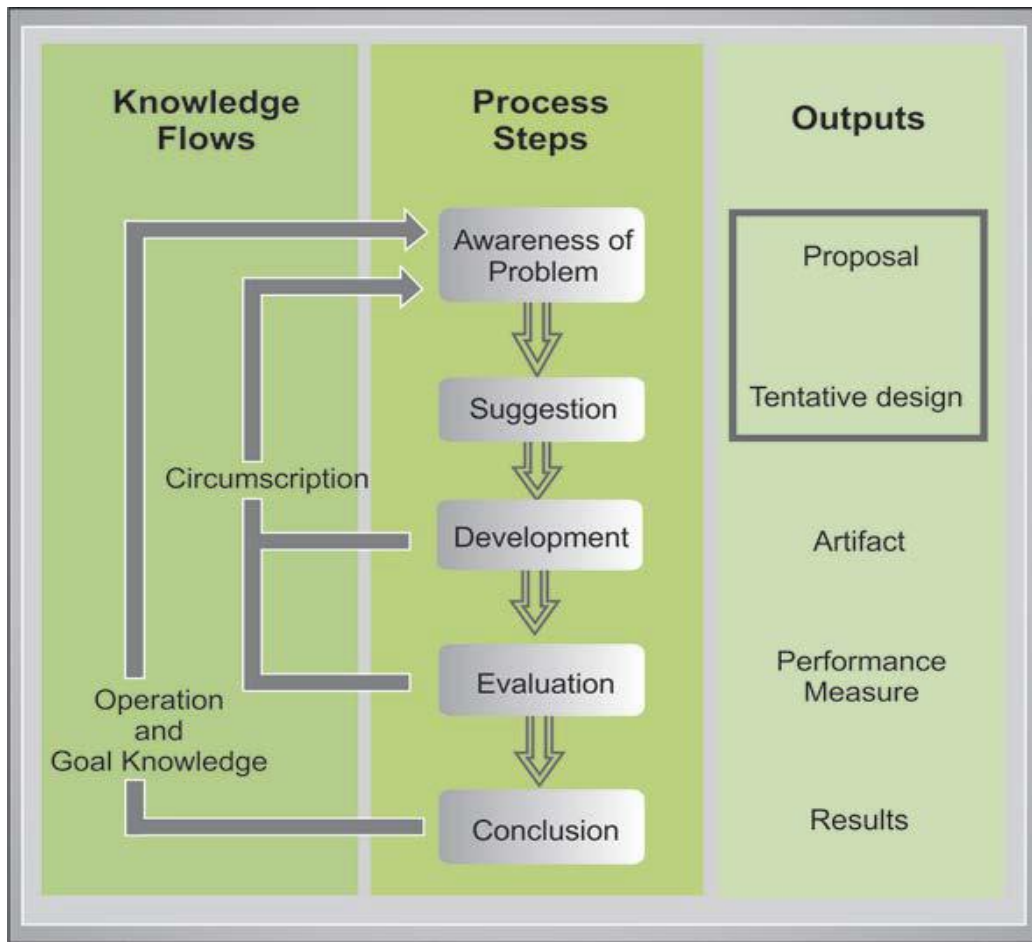 Knowledge
Flows
Process
Steps
Outputs
Awareness of
Problem
Proposal
Suggestion
Tentative design
Circumscription
Development
Artifact
Evaluation
Performance
Measure
Operation
and
Goal Knowledge
Conclusion
Results